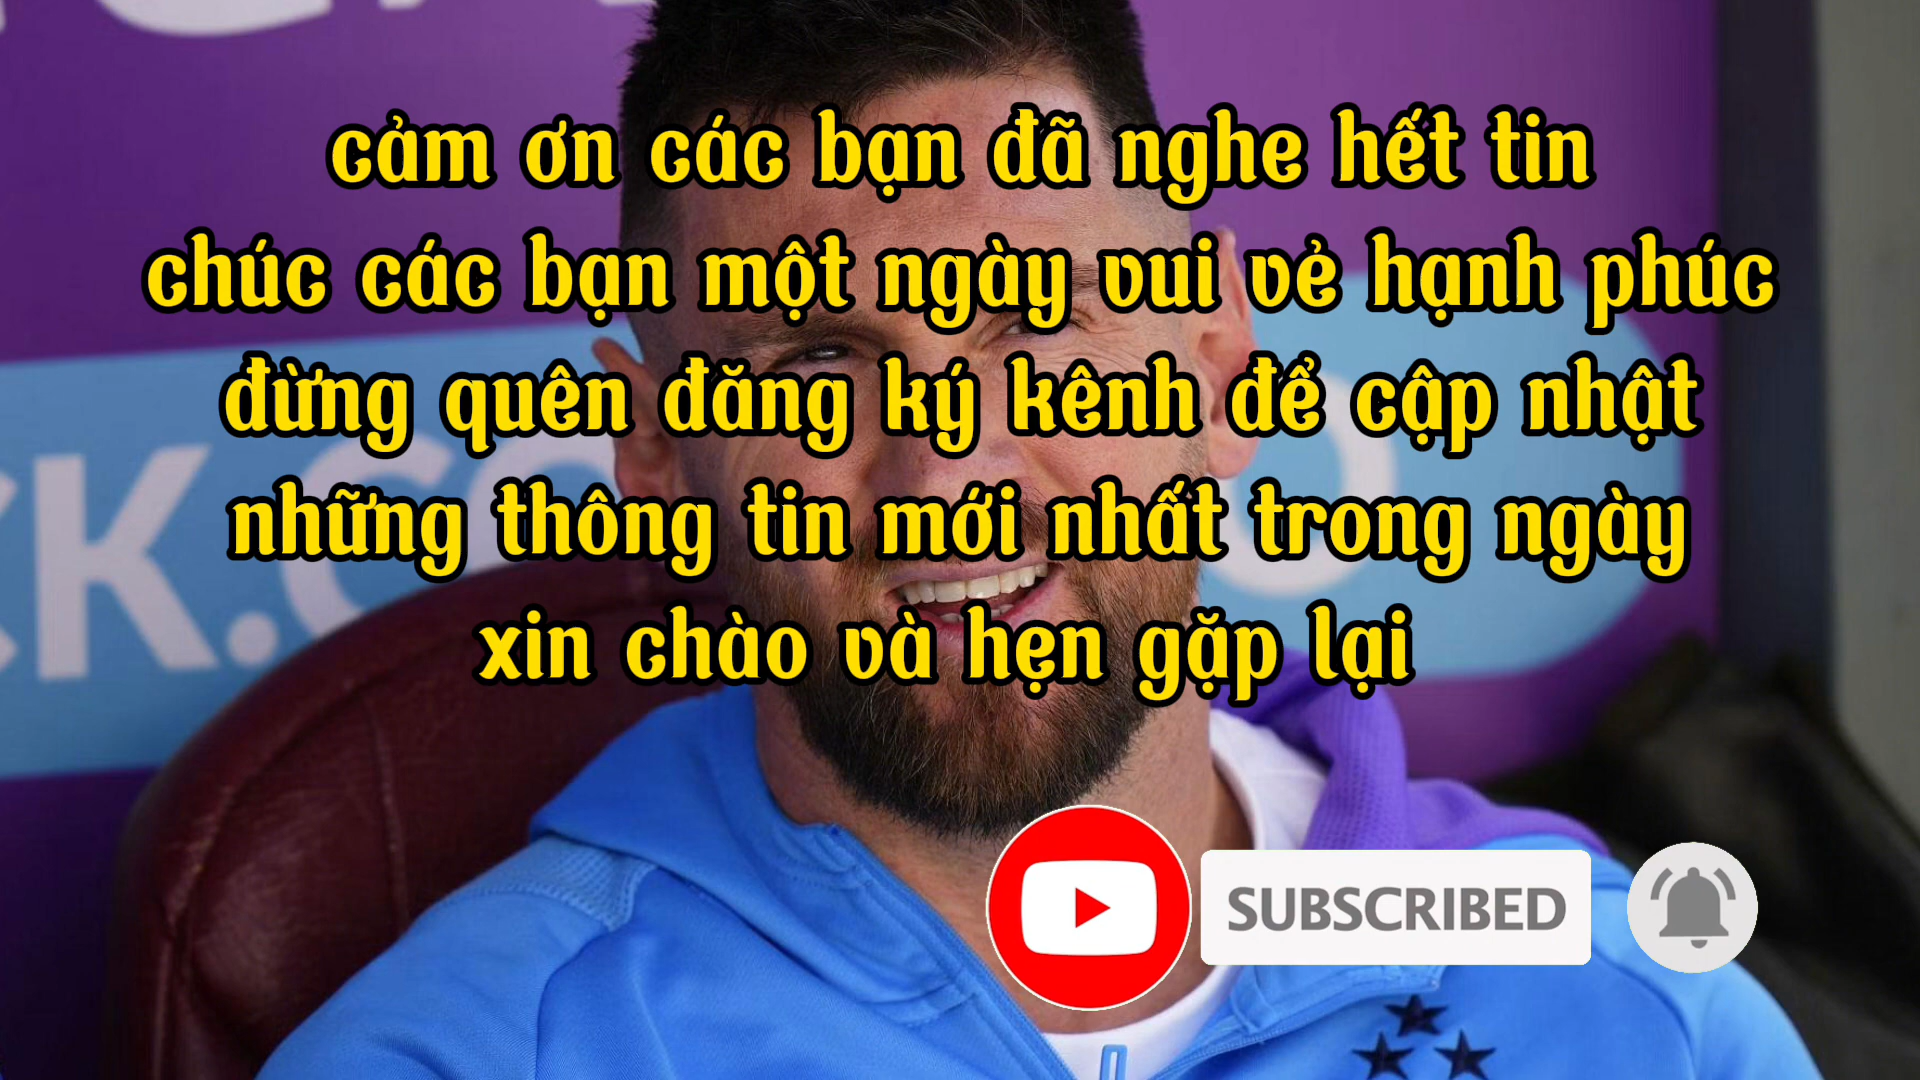 cảm ơn các bạn đã nghe hết tin
chúc các bạn một ngày vui vẻ hạnh phúc
đừng quên đăng ký kênh để cập nhật
những thông tin mới nhất trong ngày
xin chào và hẹn gặp lại
SUBSCRIBED